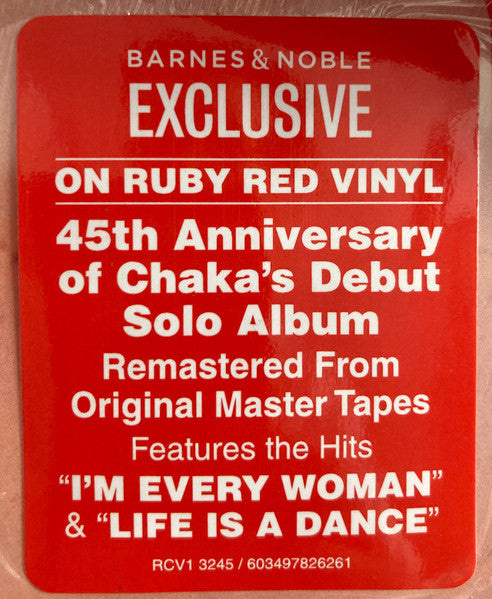 BARNES & NOBLE
EXCLUSIVE
ON RUBY RED VINYL
45th Anniversary
of Chaka's Debut
Solo Album
Remastered From
Original Master Tapes
Features the Hits
“I'M EVERY WOMAN”
& “LIFE IS A DANCE”
RCV1 3245 / 603497826261